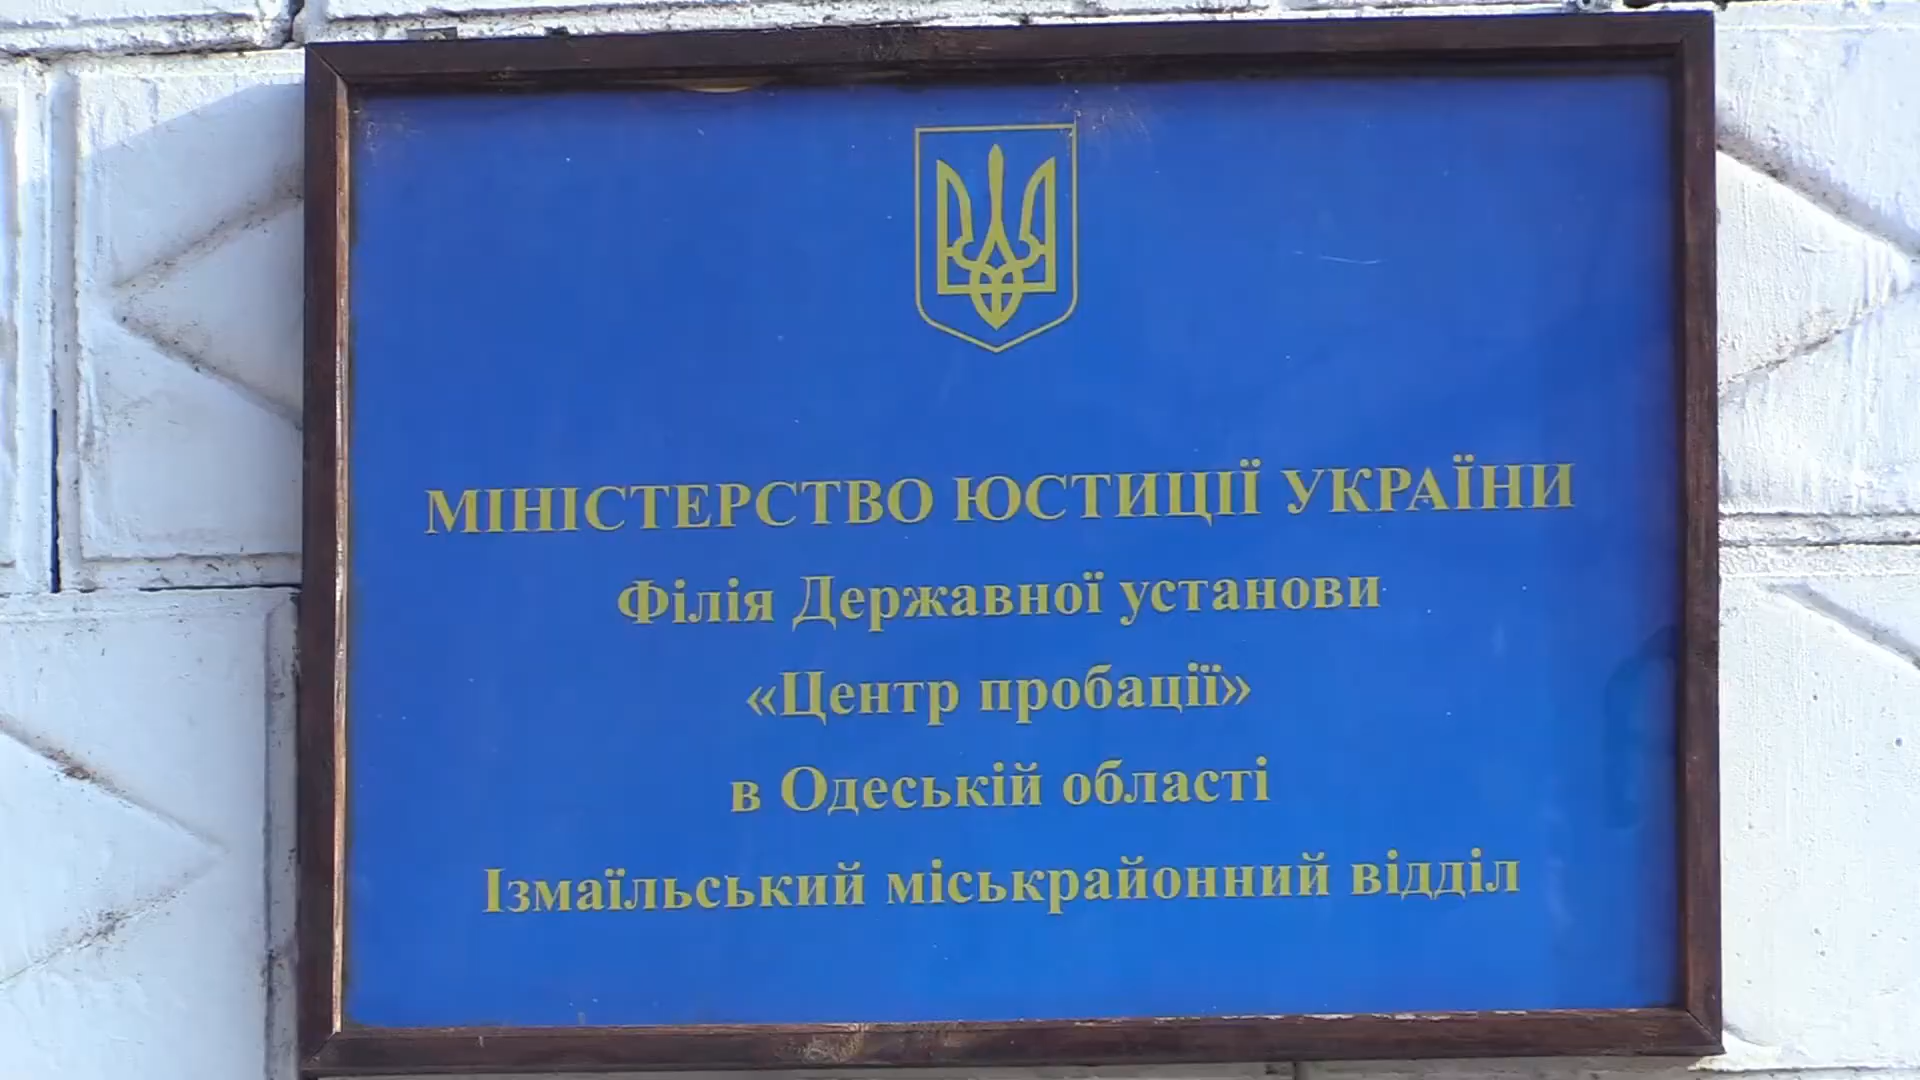 МІНІСТЕРСТВО ЮСТИЦІЇ УКРАЇНИ
Філія Державної установи
«Центр пробації»
в Одеській області
Ізмаїльський міськрайонний відділ